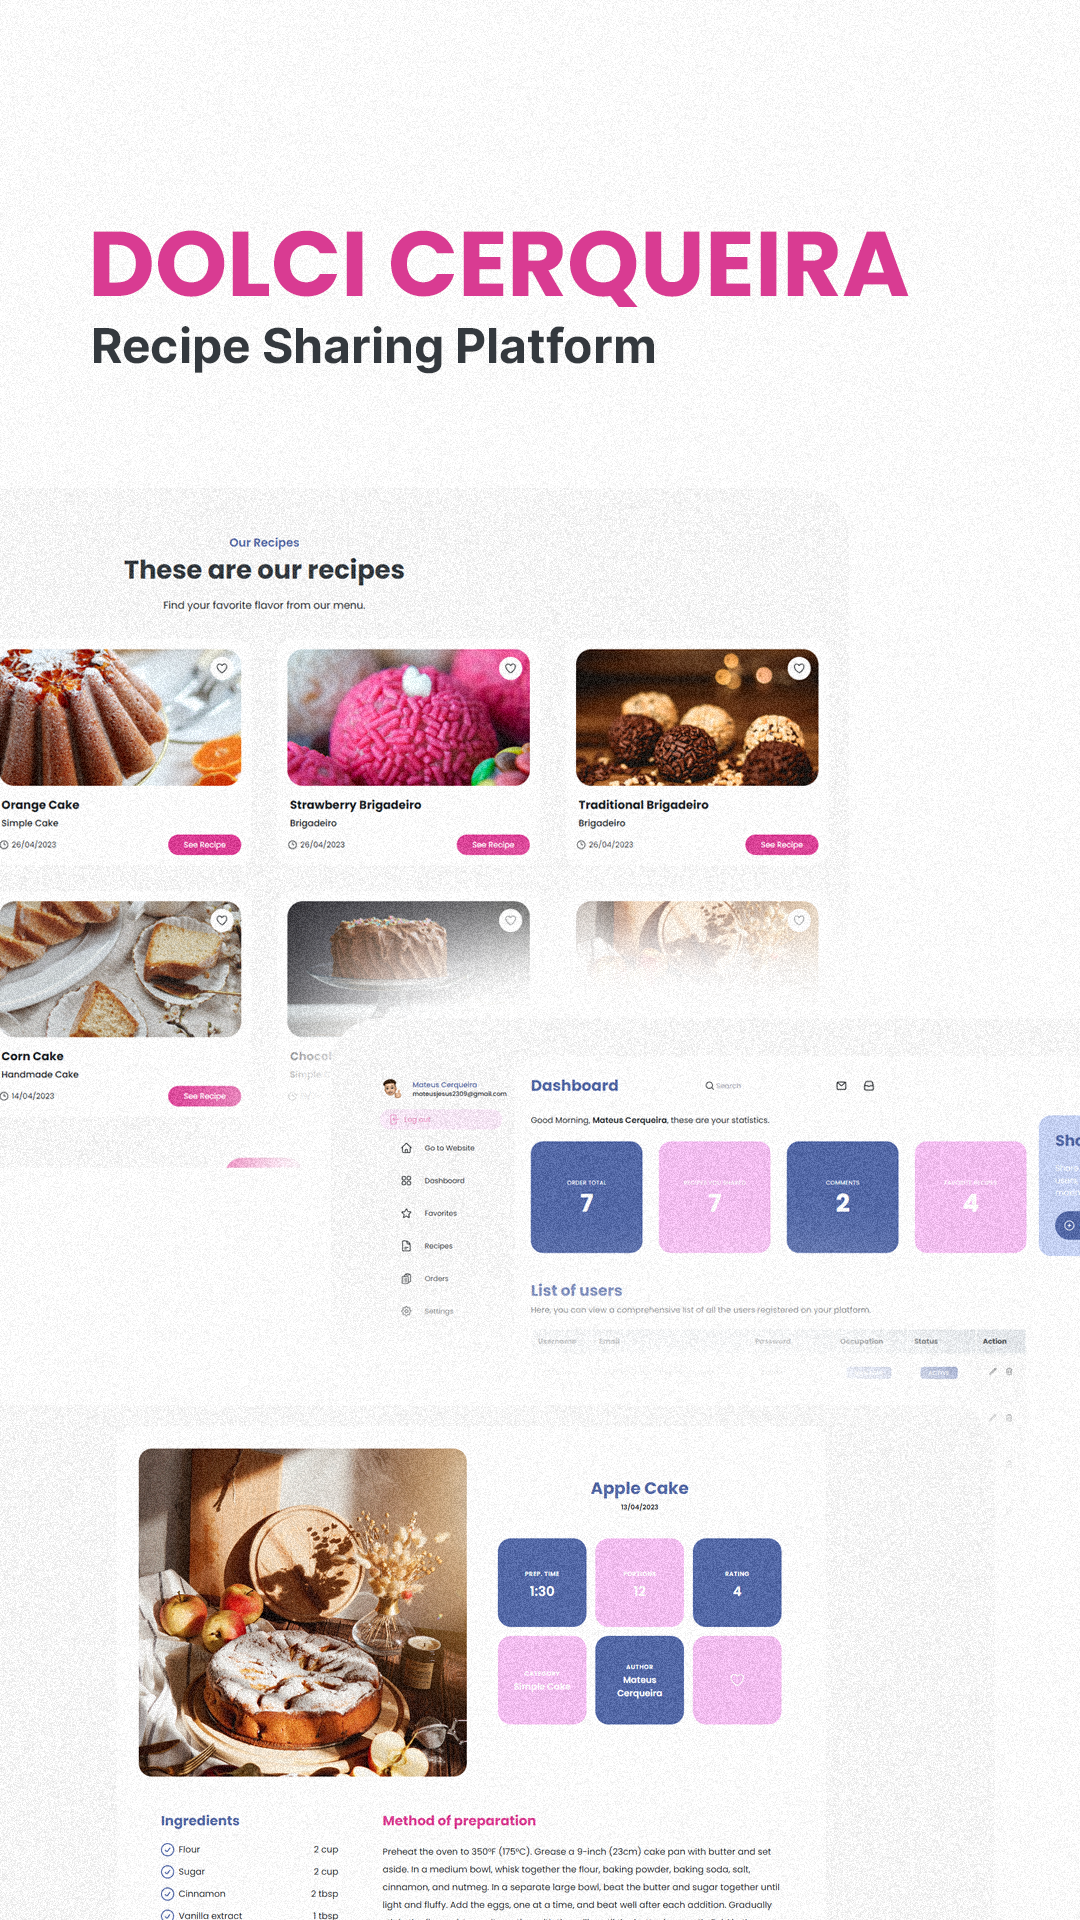 DOLCI CERQUEIRA
Recipe Sharing Platform
Our Recipes
These are our recipes
Find your favorite flavor from our menu.
Orange Cake
Simple Cake
26/04/2023
See Recipe
Strawberry Brigadeiro
Brigadeiro
26/04/2023
See Recipe
Traditional Brigadeiro
Brigadeiro
26/04/2023
See Recipe
Corn Cake
Handmade Cake
14/04/2023
See Recipe
Chocol
Simple
Mateus Cerqueira
mateusjesus2309@gmail.com
Log out
Go to Website
Dashboard
Favorites
Recipes
Orders
Settings
Dashboard
Search
Good Morning, Mateus Cerqueira, these are your statistics.
ORDER TOTAL
7
7
COMMENTS
2
4
Sha
List of users
Here, you can view a comprehensive list of all the users registered on your platform.
Username Email Password Occupation Status Action
ACTIVE
Apple Cake
13/04/2023
PREP. TIME
1:30
PORTIONS
12
RATING
4
CATEGORY
Simple Cake
AUTHOR
Mateus
Cerqueira
Ingredients
Flour 2 cup
Sugar 2 cup
Cinnamon 2 tbsp
Vanilla extract 1 tbsp
Method of preparation
Preheat the oven to 350°F (175°C). Grease a 9-inch (23cm) cake pan with butter and set
aside. In a medium bowl, whisk together the flour, baking powder, baking soda, salt,
cinnamon, and nutmeg. In a separate large bowl, beat the butter and sugar together until
light and fluffy. Add the eggs, one at a time, and beat well after each addition. Gradually